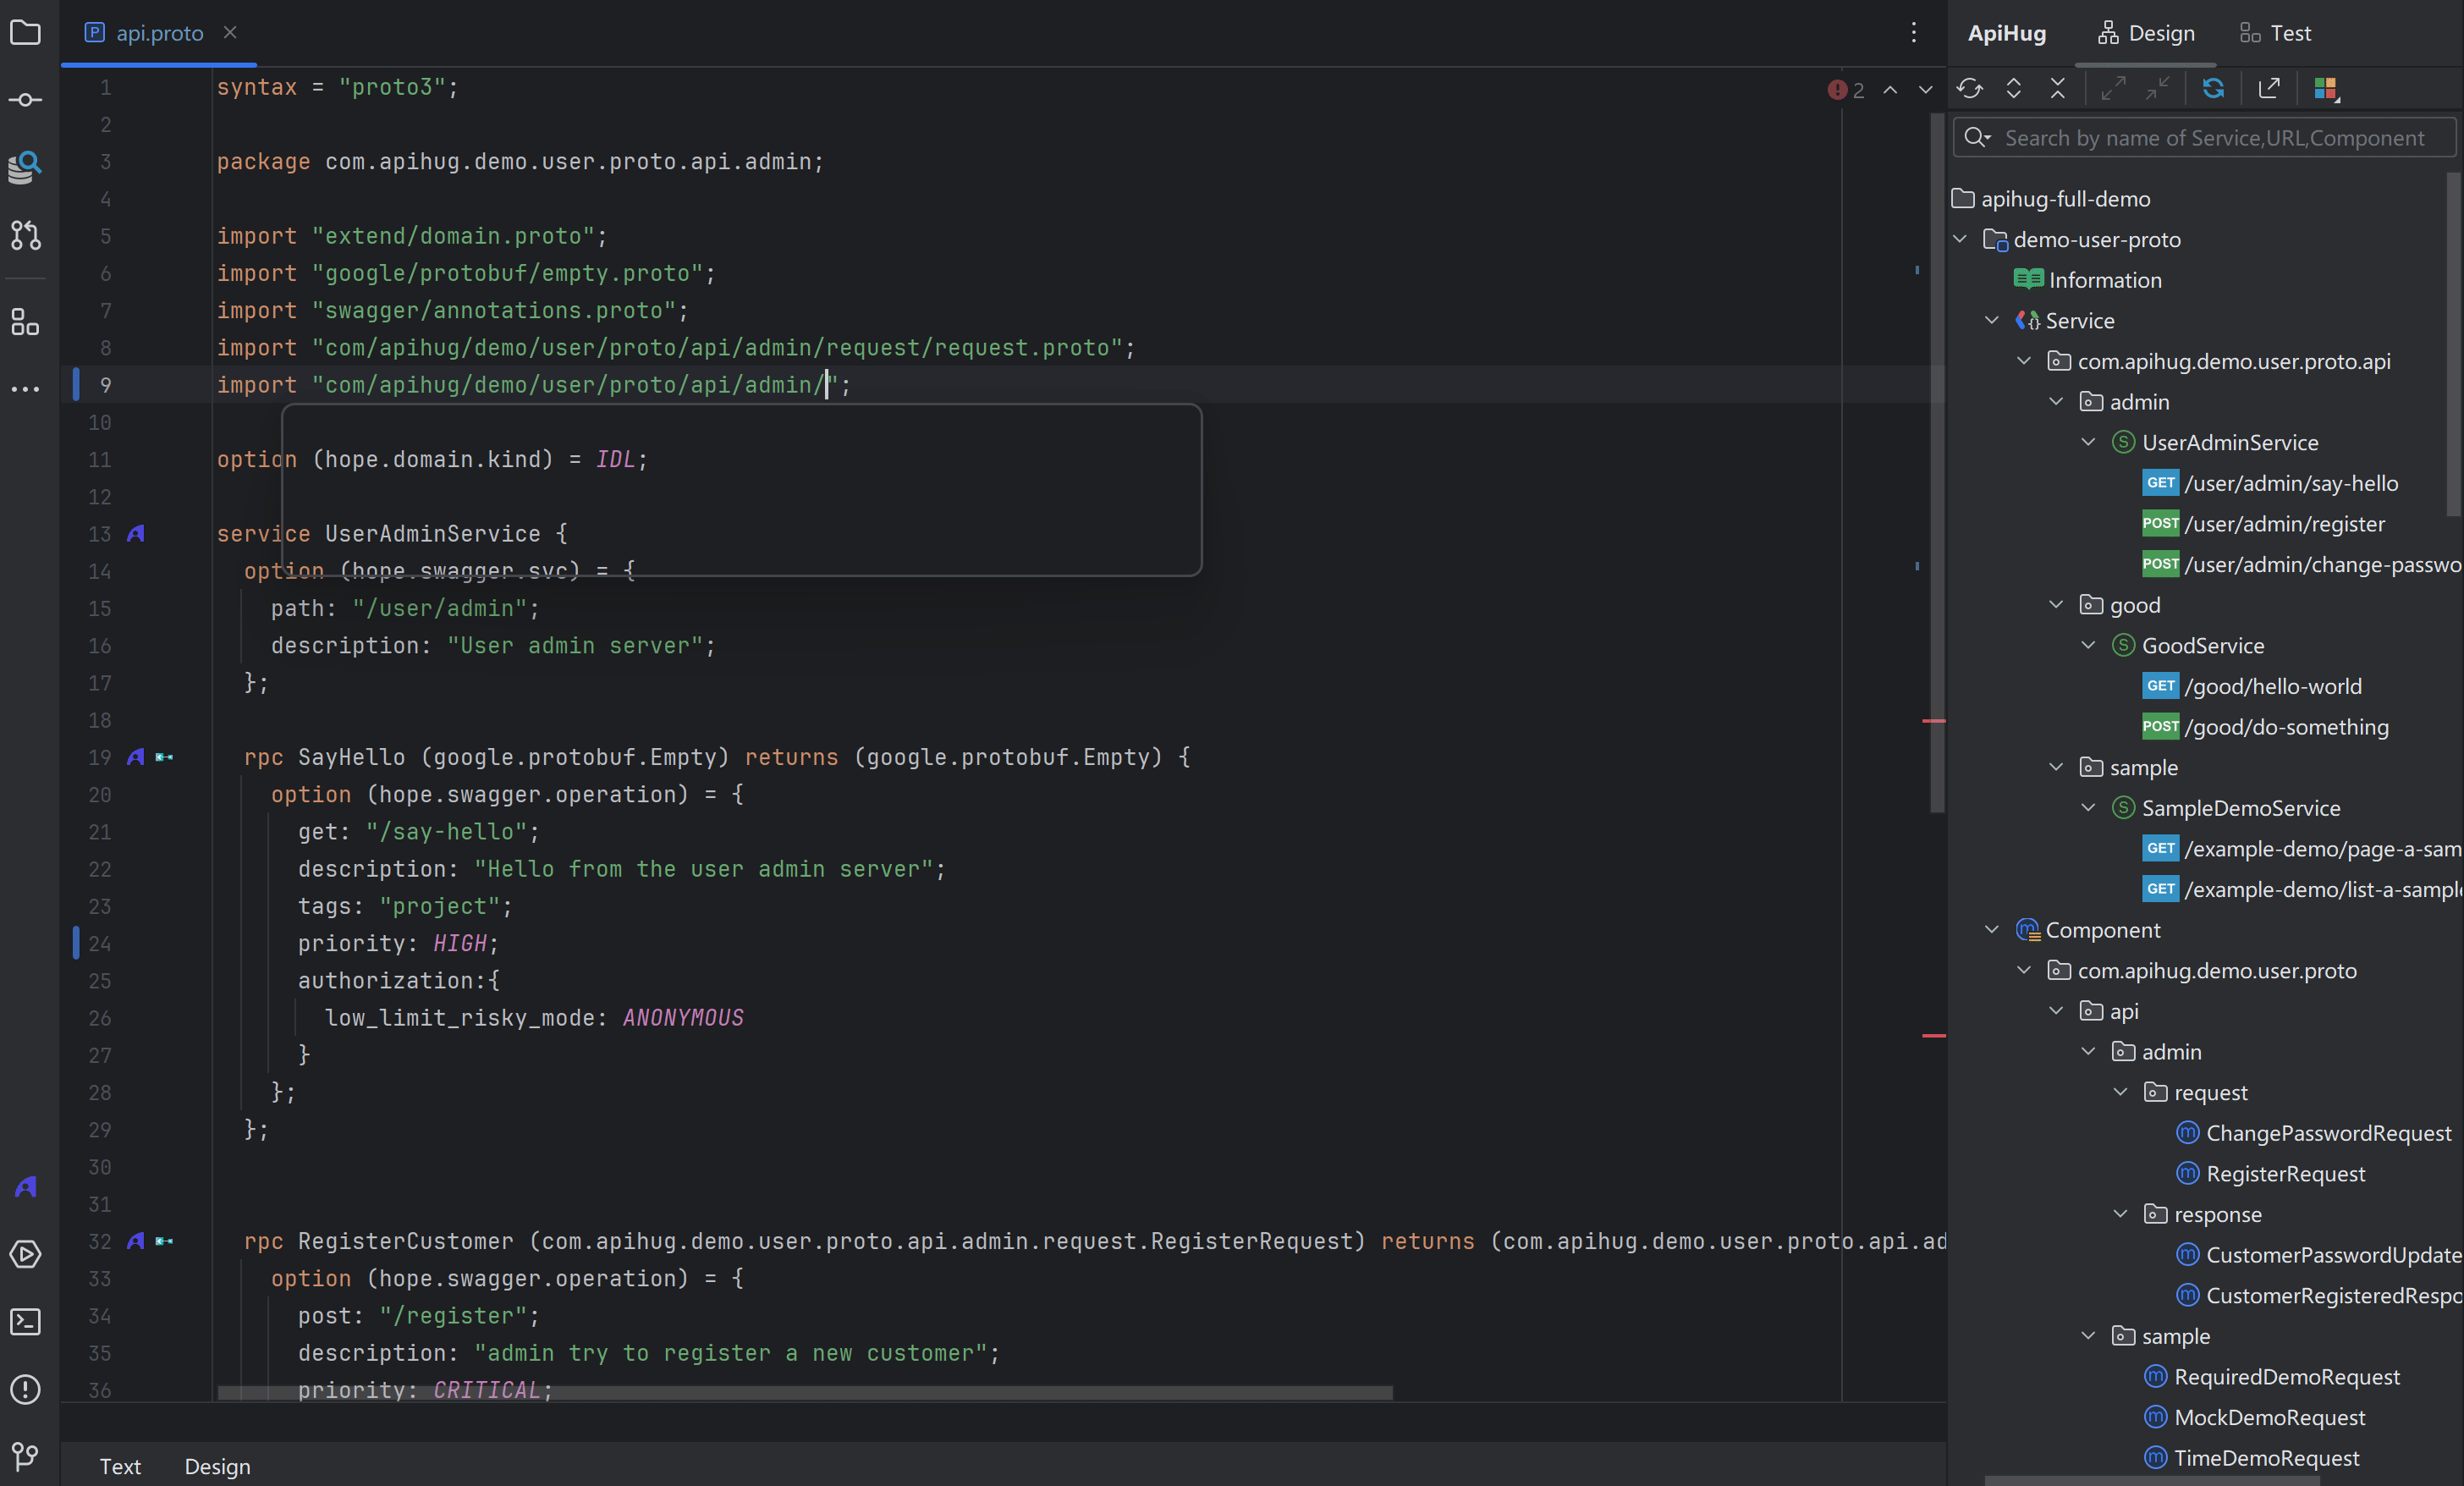 api.proto
1 syntax = "proto3";
2
3 package com.apihug.demo.user.proto.api.admin;
4
5 import "extend/domain.proto";
6 import "google/protobuf/empty.proto";
7 import "swagger/annotations.proto";
8 import "com/apihug/demo/user/proto/api/admin/request/request.proto";
9 import "com/apihug/demo/user/proto/api/admin/";
10
11 option (hope.domain.kind) = IDL;
12
13 service UserAdminService {
14 option (hope.swagger.svc) = {
15 path: "/user/admin";
16 description: "User admin server";
17 };
18
19 rpc SayHello (google.protobuf.Empty) returns (google.protobuf.Empty) {
20 option (hope.swagger.operation) = {
21 get: "/say-hello";
22 description: "Hello from the user admin server";
23 tags: "project";
24 priority: HIGH;
25 authorization:{
26 low_limit_risky_mode: ANONYMOUS
27 }
28 };
29 };
30
31
32 rpc RegisterCustomer (com.apihug.demo.user.proto.api.admin.request.RegisterRequest) returns (com.apihug.demo.user.proto.api.ad
33 option (hope.swagger.operation) = {
34 post: "/register";
35 description: "admin try to register a new customer";
36 priority: CRITICAL;
2
Text Design
ApiHug Design Test
Search by name of Service,URL,Component
apihug-full-demo
demo-user-proto
Information
Service
com.apihug.demo.user.proto.api
admin
S UserAdminService
GET /user/admin/say-hello
POST /user/admin/register
POST /user/admin/change-passwo
good
S GoodService
GET /good/hello-world
POST /good/do-something
sample
S SampleDemoService
GET /example-demo/page-a-sam
GET /example-demo/list-a-sampl
m Component
com.apihug.demo.user.proto
api
admin
request
m ChangePasswordRequest
m RegisterRequest
response
m CustomerPasswordUpdate
m CustomerRegisteredRespo
sample
m RequiredDemoRequest
m MockDemoRequest
m TimeDemoRequest